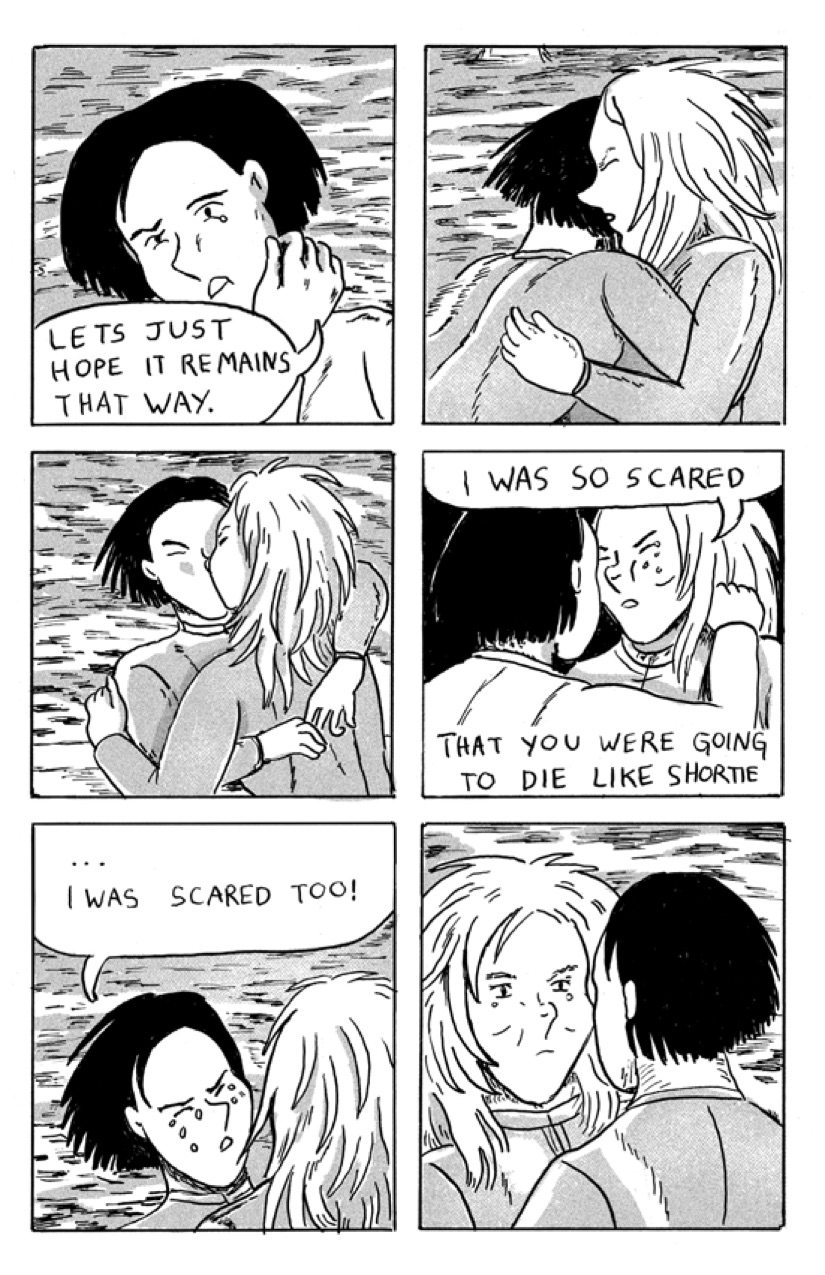 LETS JUST
HOPE IT REMAINS
THAT WAY.
I WAS SO SCARED
THAT YOU WERE GOING
TO DIE LIKE SHORTIE
...
I WAS SCARED TOO!